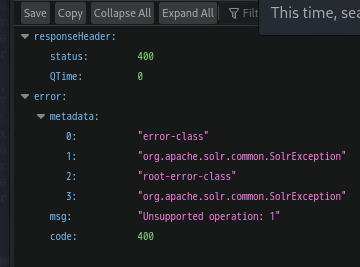 Save Copy Collapse All Expand All Filt
This time, sea
responseHeader:
status: 400
QTime: 0
error:
metadata:
0: "error-class"
1: "org.apache.solr.common.SolrException"
2: "root-error-class"
3: "org.apache.solr.common.SolrException"
msg: "Unsupported operation: 1"
code: 400